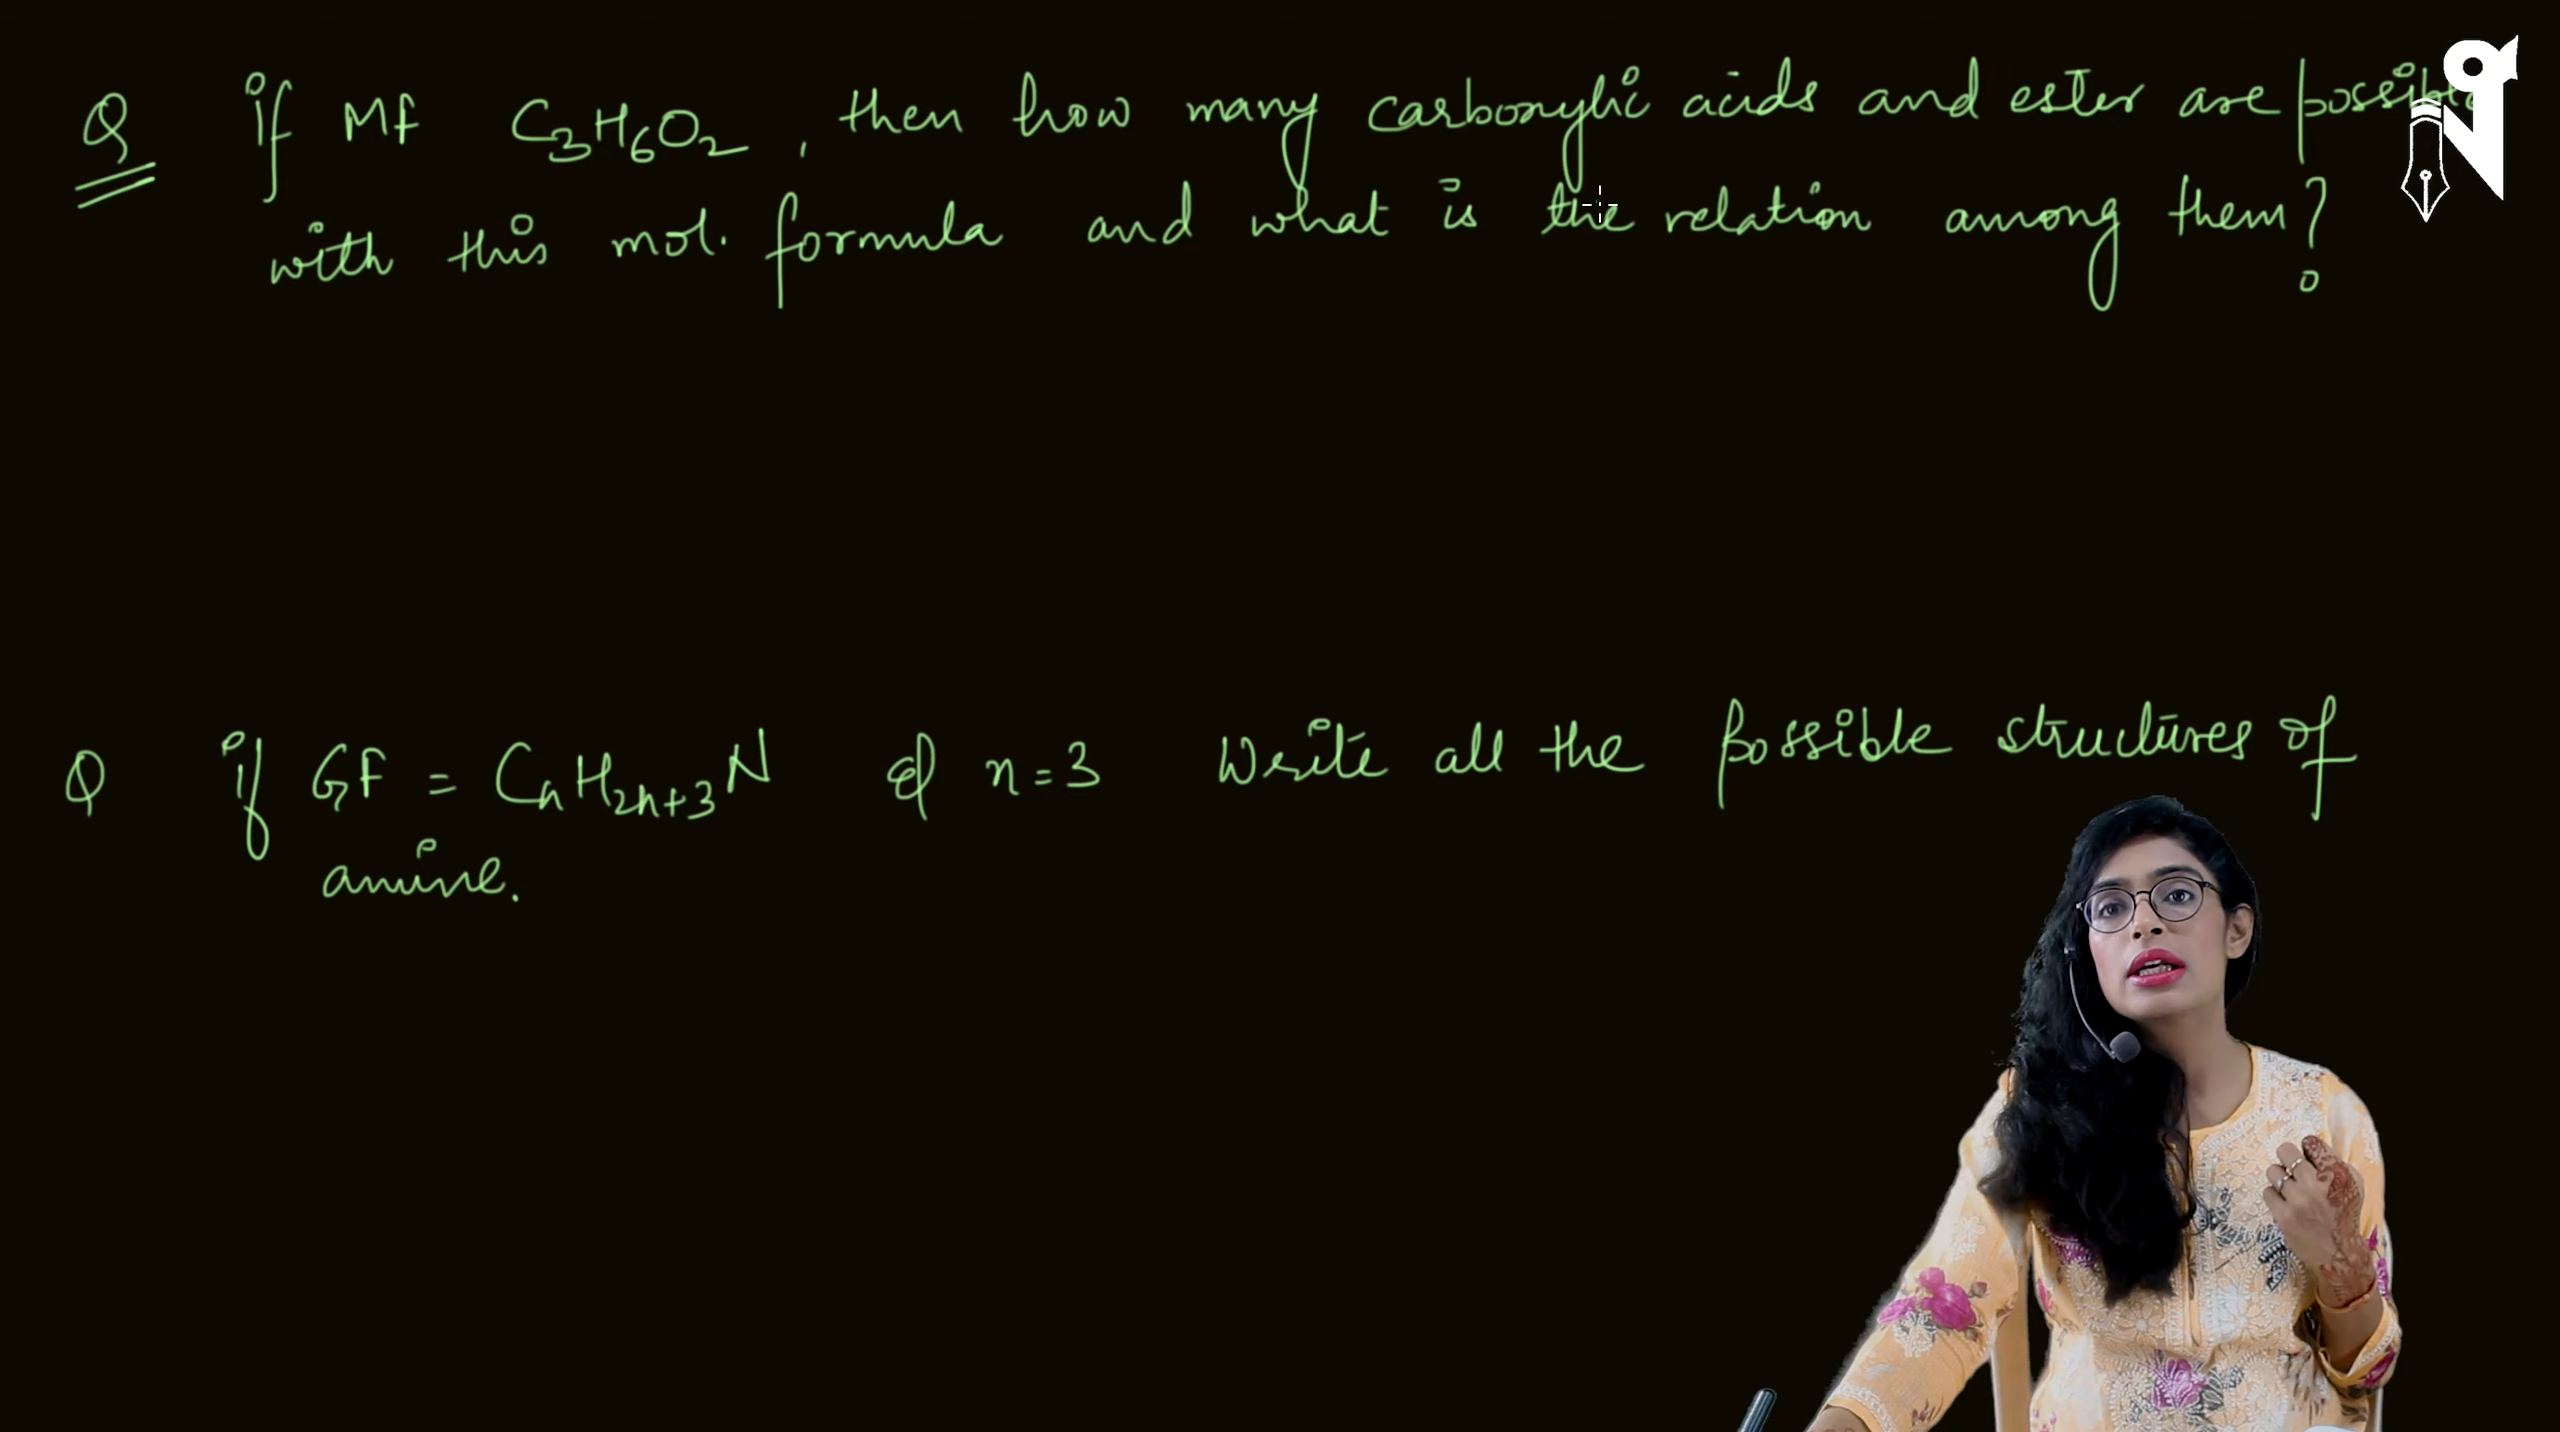 Q if Mf C₃H₆O₂, then how many carboxylic acids and ester are possible
with this mol. formula and what is the relation among them?
Q if GF = CₙH₂ₙ₊₃N & n=3 Write all the possible structures of
amine.